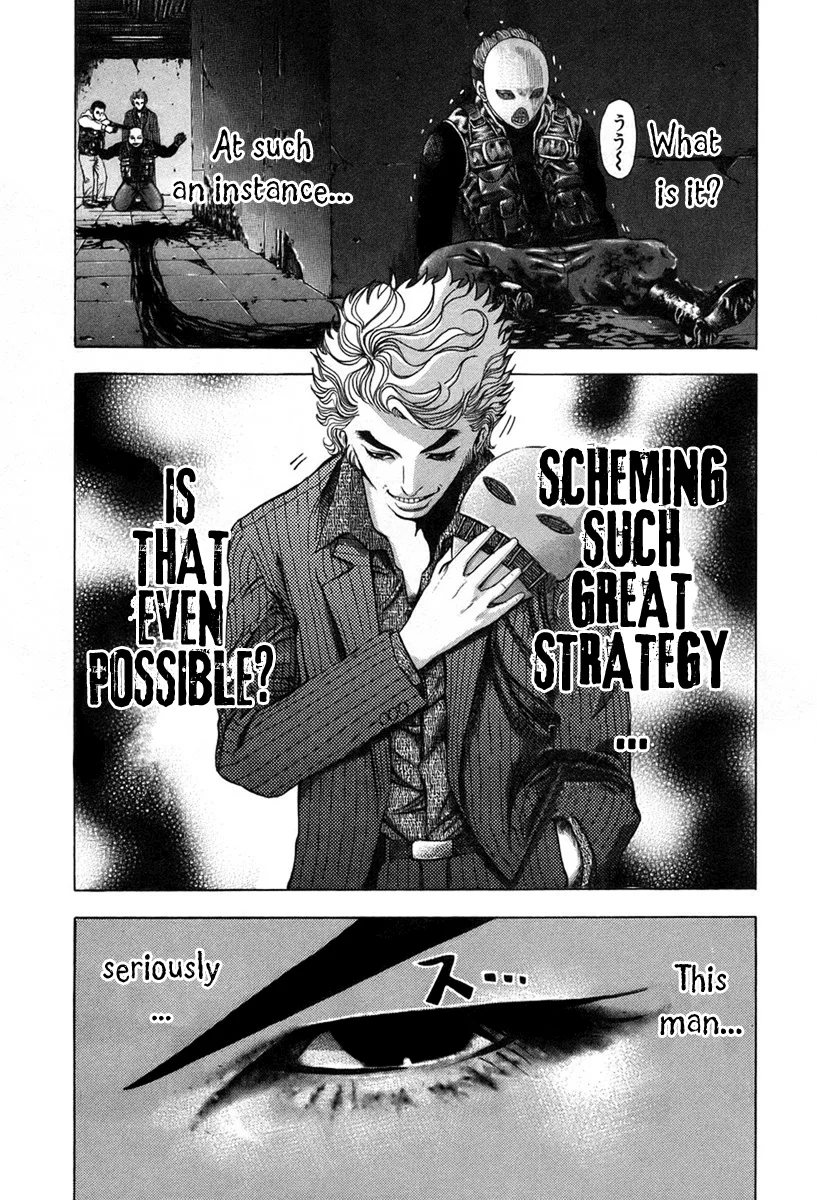 What
is it?
うう〜
At such
an instance...
SCHEMING
SUCH
GREAT
STRATEGY
...
IS
THAT
EVEN
POSSIBLE?
This
man...
ス…
seriously
...